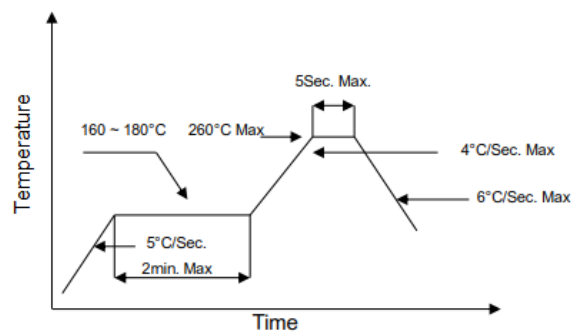 5Sec. Max.
160 ~ 180°C
260°C Max
4°C/Sec. Max
6°C/Sec. Max
5°C/Sec.
2min. Max
Temperature
Time